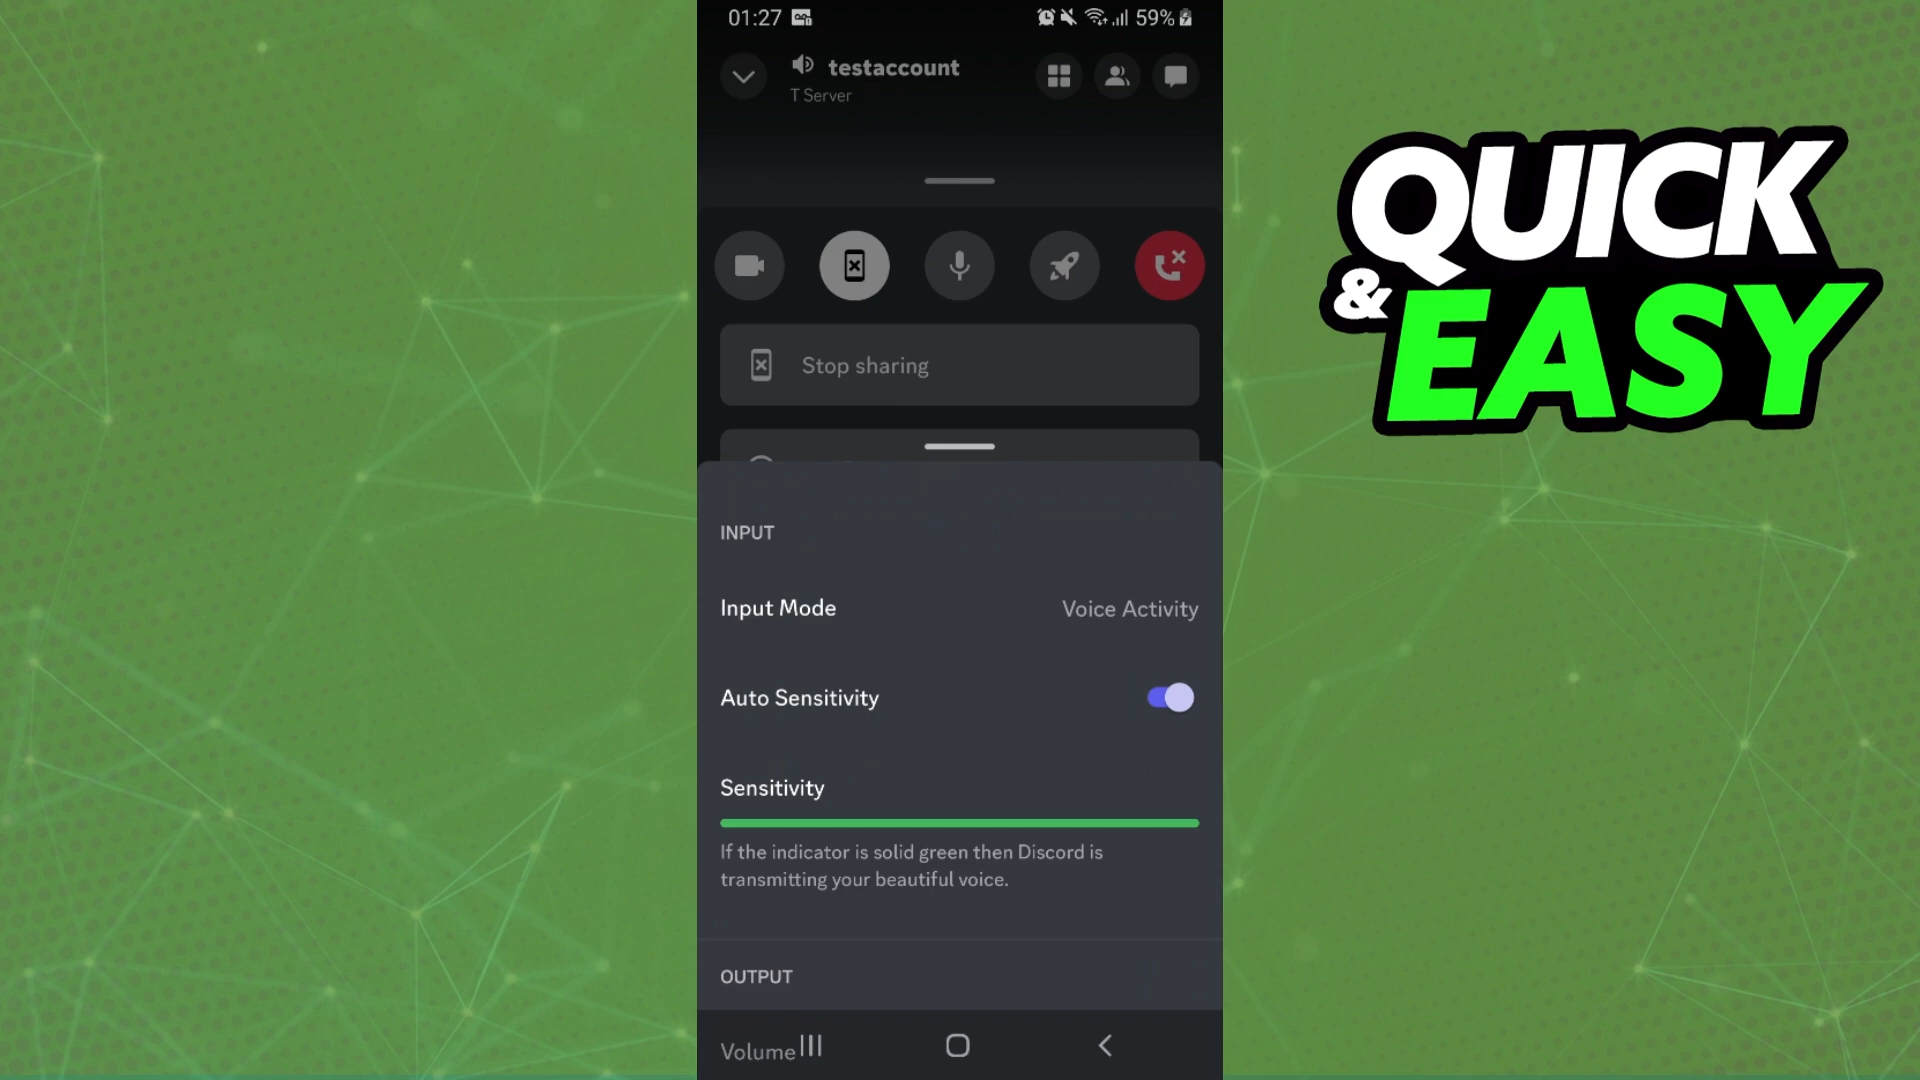 01:27
59%
testaccount
T Server
QUICK
& EASY
Stop sharing
INPUT
Input Mode
Voice Activity
Auto Sensitivity
Sensitivity
If the indicator is solid green then Discord is
transmitting your beautiful voice.
OUTPUT
Volume